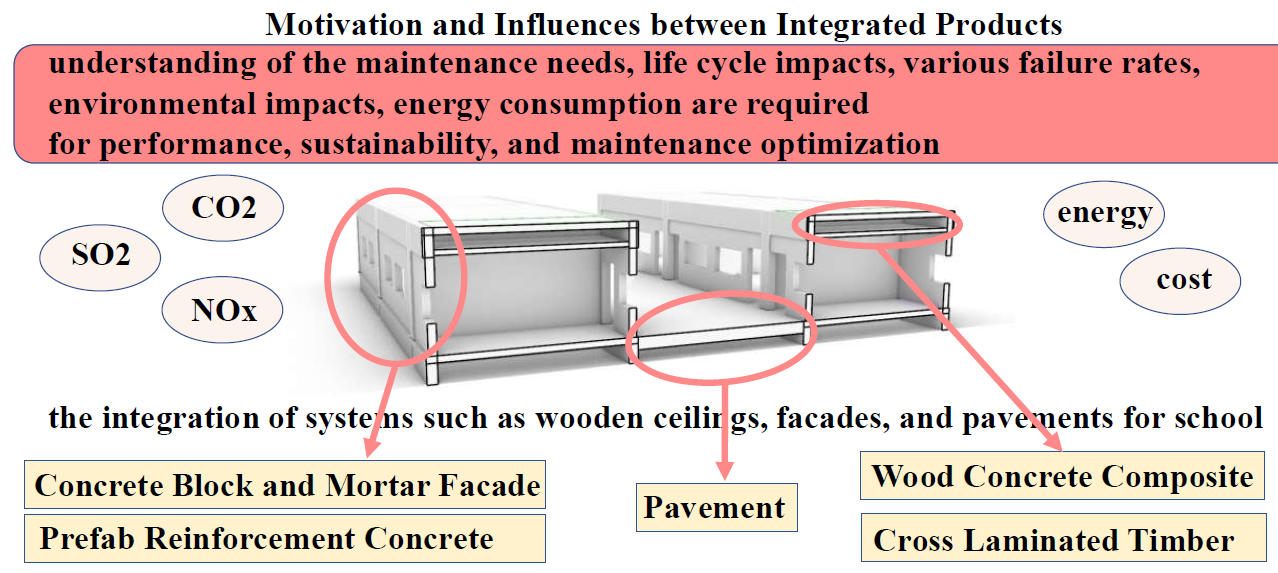 Motivation and Influences between Integrated Products
understanding of the maintenance needs, life cycle impacts, various failure rates,
environmental impacts, energy consumption are required
for performance, sustainability, and maintenance optimization
CO2
SO2
NOx
energy
cost
the integration of systems such as wooden ceilings, facades, and pavements for school
Concrete Block and Mortar Facade
Prefab Reinforcement Concrete
Pavement
Wood Concrete Composite
Cross Laminated Timber